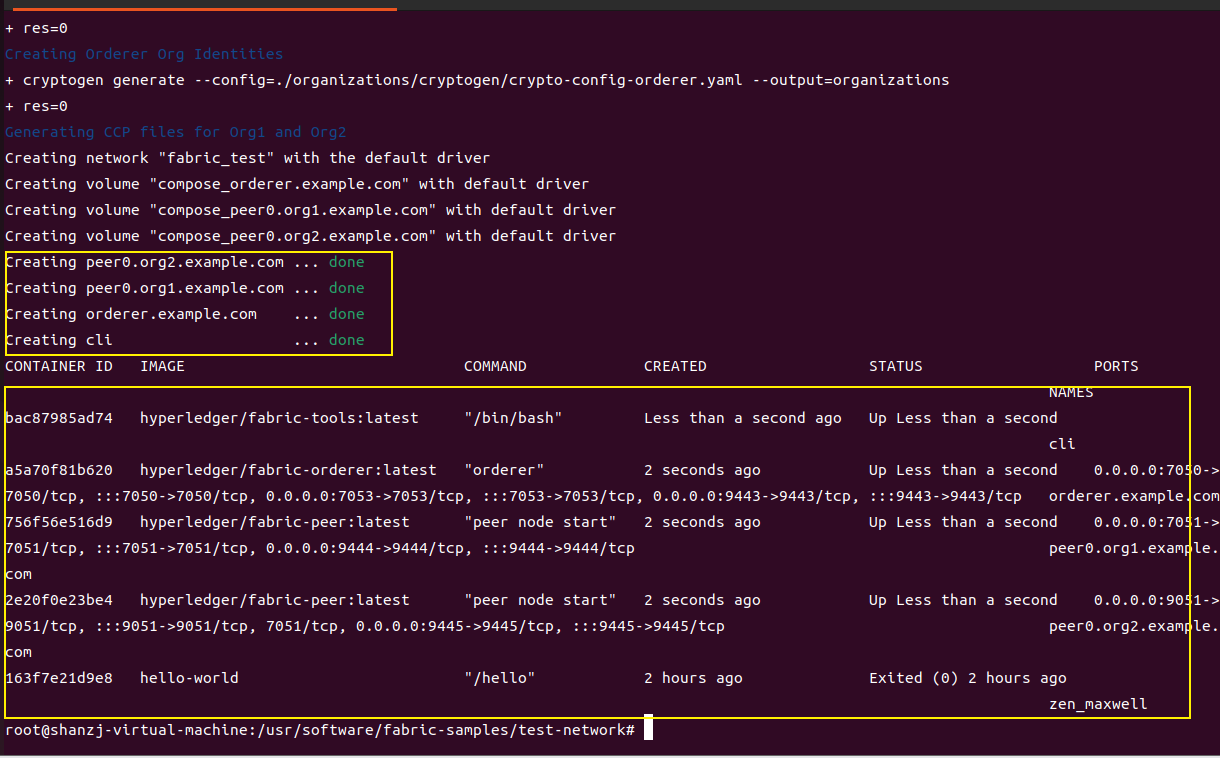 + res=0
Creating Orderer Org Identities
+ cryptogen generate --config=./organizations/cryptogen/crypto-config-orderer.yaml --output=organizations
+ res=0
Generating CCP files for Org1 and Org2
Creating network "fabric_test" with the default driver
Creating volume "compose_orderer.example.com" with default driver
Creating volume "compose_peer0.org1.example.com" with default driver
Creating volume "compose_peer0.org2.example.com" with default driver
Creating peer0.org2.example.com ... done
Creating peer0.org1.example.com ... done
Creating orderer.example.com    ... done
Creating cli                    ... done
CONTAINER ID   IMAGE                               COMMAND             CREATED                  STATUS                   PORTS
NAMES
bac87985ad74   hyperledger/fabric-tools:latest     "/bin/bash"         Less than a second ago   Up Less than a second
cli
a5a70f81b620   hyperledger/fabric-orderer:latest   "orderer"           2 seconds ago            Up Less than a second    0.0.0.0:7050->
7050/tcp, :::7050->7050/tcp, 0.0.0.0:7053->7053/tcp, :::7053->7053/tcp, 0.0.0.0:9443->9443/tcp, :::9443->9443/tcp   orderer.example.com
756f56e516d9   hyperledger/fabric-peer:latest      "peer node start"   2 seconds ago            Up Less than a second    0.0.0.0:7051->
7051/tcp, :::7051->7051/tcp, 0.0.0.0:9444->9444/tcp, :::9444->9444/tcp                                              peer0.org1.example.
com
2e20f0e23be4   hyperledger/fabric-peer:latest      "peer node start"   2 seconds ago            Up Less than a second    0.0.0.0:9051->
9051/tcp, :::9051->9051/tcp, 7051/tcp, 0.0.0.0:9445->9445/tcp, :::9445->9445/tcp                                    peer0.org2.example.
com
163f7e21d9e8   hello-world                         "/hello"            2 hours ago              Exited (0) 2 hours ago
zen_maxwell
root@shanzj-virtual-machine:/usr/software/fabric-samples/test-network#